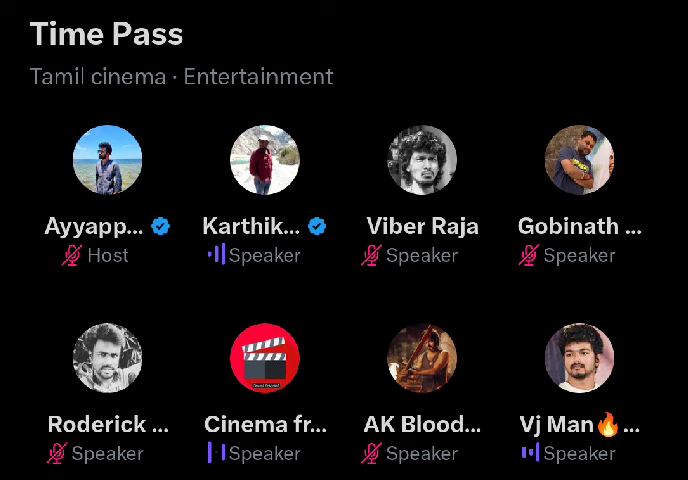 Time Pass
Tamil cinema · Entertainment
Ayyapp... Karthik... Viber Raja Gobinath ...
Host Speaker Speaker Speaker
Roderick ... Cinema fr... AK Blood... Vj Man🔥...
Speaker Speaker Speaker Speaker